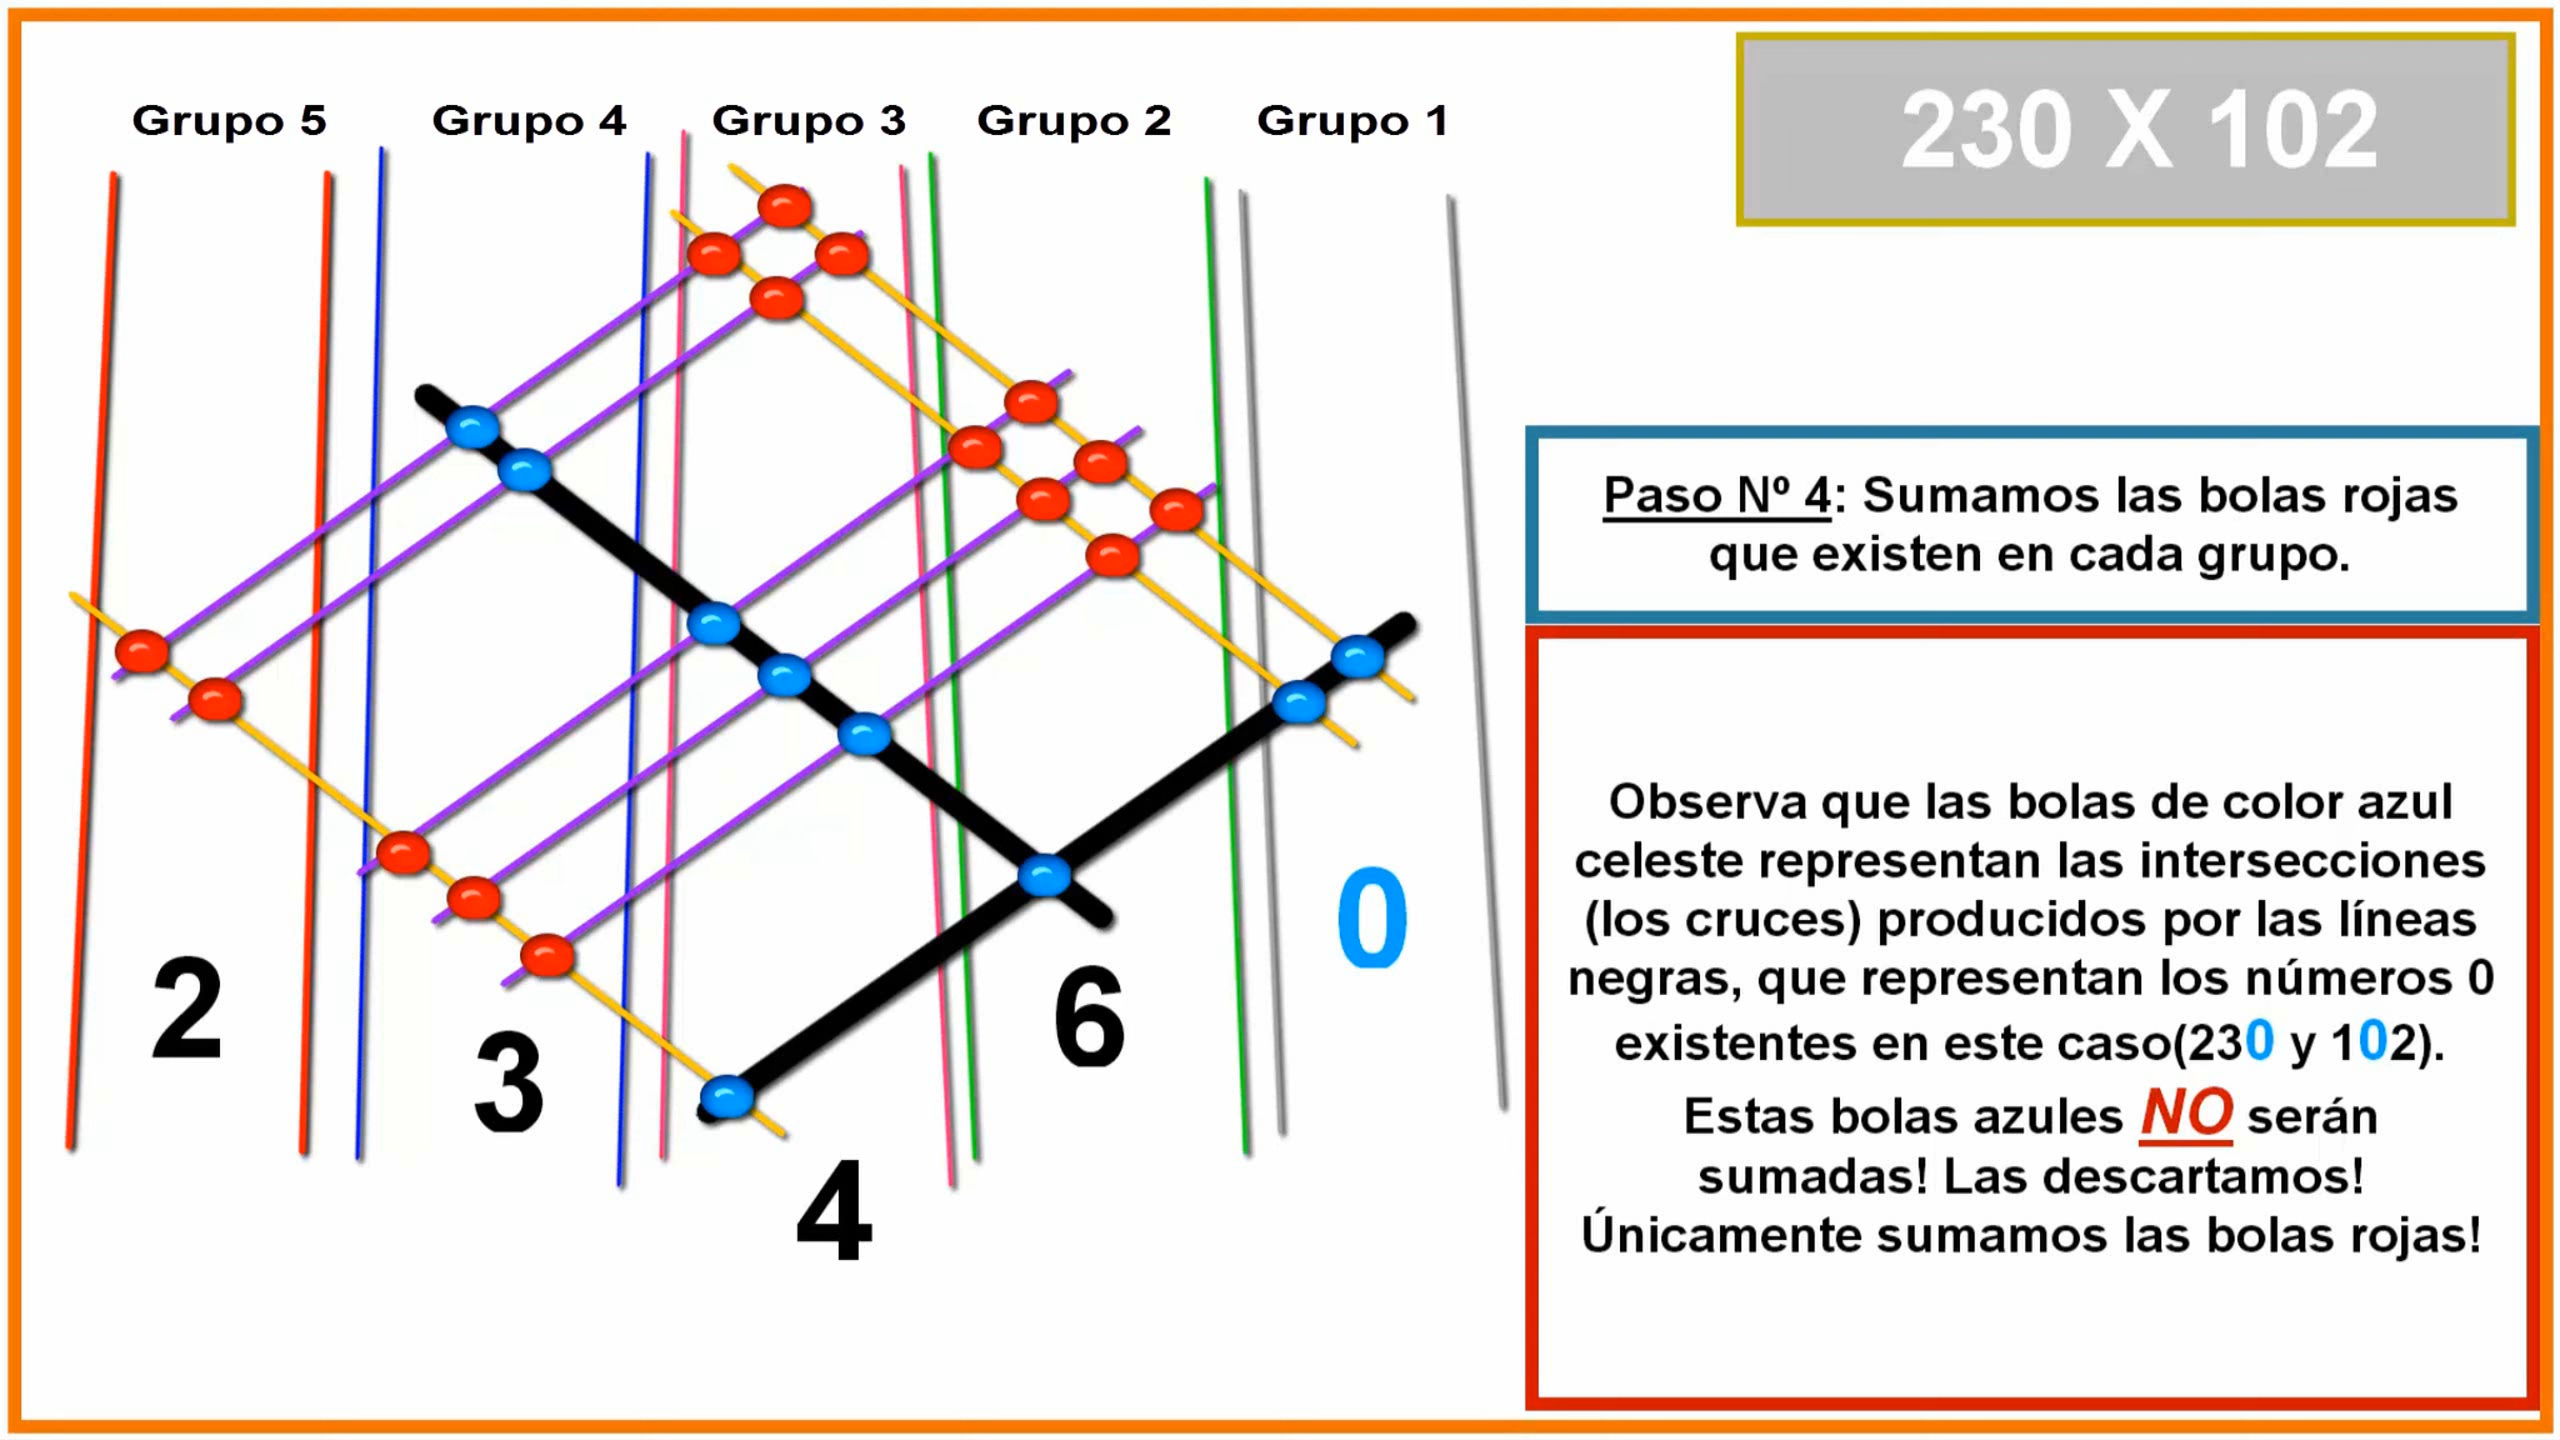 Grupo 5 Grupo 4 Grupo 3 Grupo 2 Grupo 1
230 X 102
Paso Nº 4: Sumamos las bolas rojas
que existen en cada grupo.
Observa que las bolas de color azul
celeste representan las intersecciones
(los cruces) producidos por las líneas
negras, que representan los números 0
existentes en este caso(230 y 102).
Estas bolas azules NO serán
sumadas! Las descartamos!
Únicamente sumamos las bolas rojas!
2
3
4
6
0